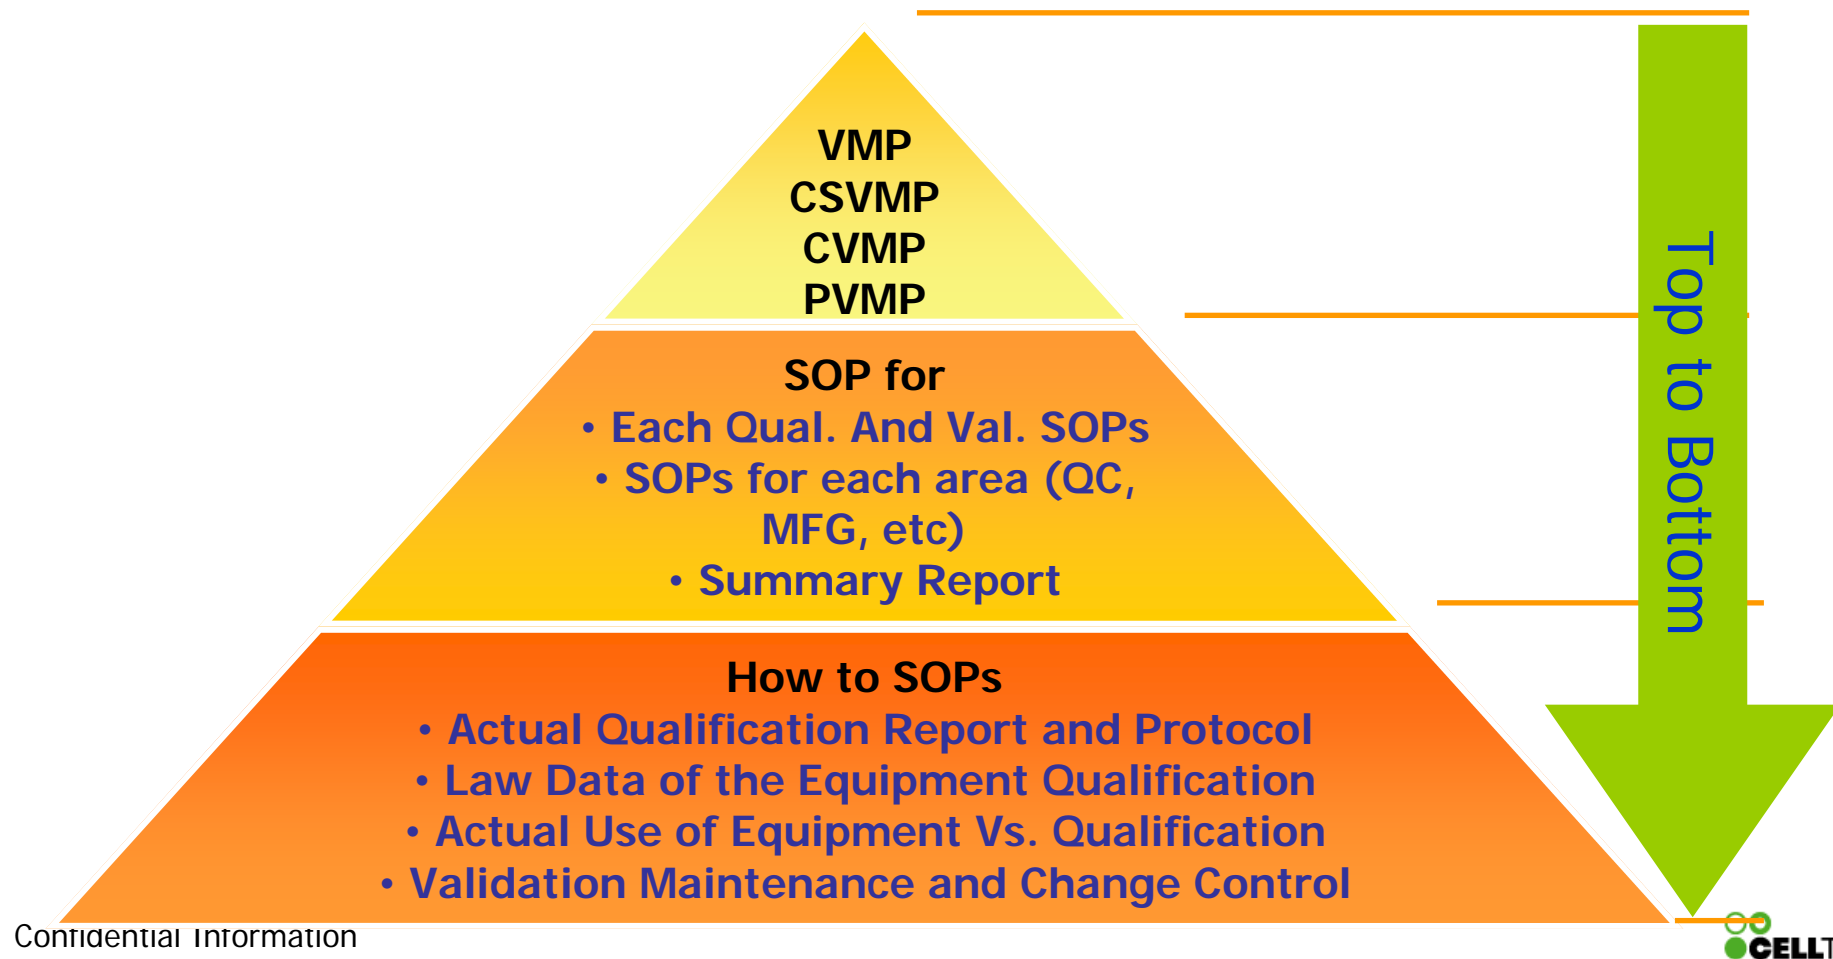 VMP
CSVMP
CVMP
PVMP
SOP for
• Each Qual. And Val. SOPs
• SOPs for each area (QC,
MFG, etc)
• Summary Report
How to SOPs
• Actual Qualification Report and Protocol
• Law Data of the Equipment Qualification
• Actual Use of Equipment Vs. Qualification
• Validation Maintenance and Change Control
Top to Bottom
Confidential Information
CELLT